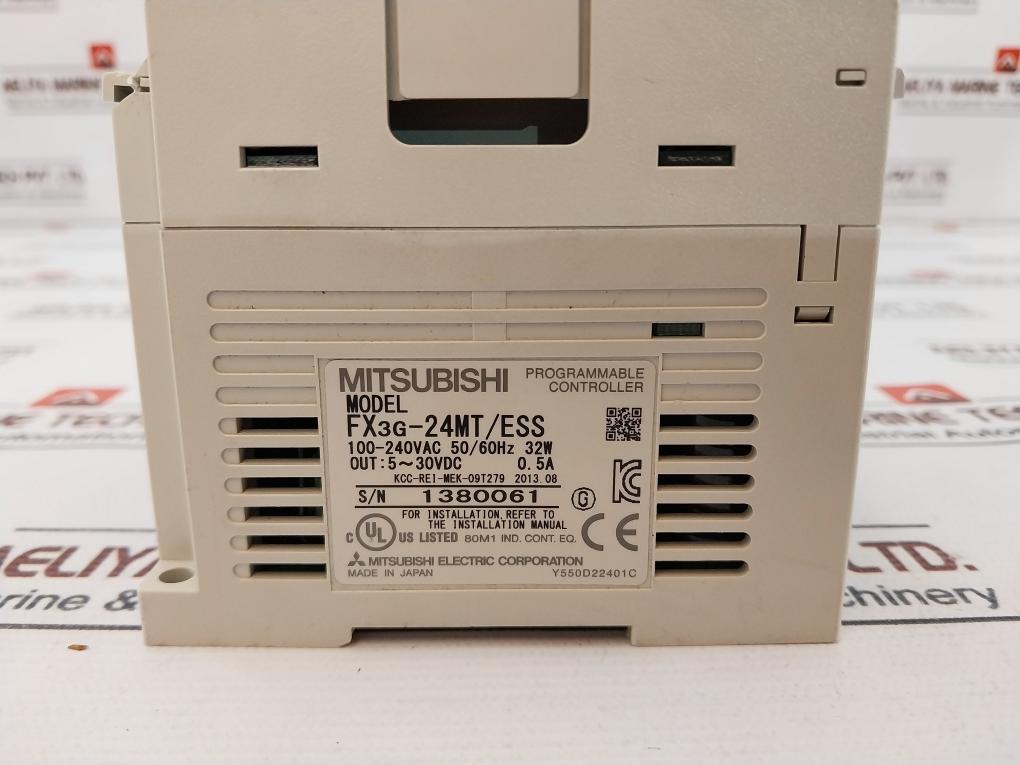 MITSUBISHI
PROGRAMMABLE
CONTROLLER
MODEL
FX3G-24MT/ESS
100-240VAC 50/60Hz 32W
OUT:5~30VDC 0.5A
KCC-REI-MEK-09T279 2013.08
S/N 1380061
FOR INSTALLATION, REFER TO
THE INSTALLATION MANUAL
C UL US LISTED 80M1 IND. CONT. EQ.
CE
MITSUBISHI ELECTRIC CORPORATION
MADE IN JAPAN Y550D22401C